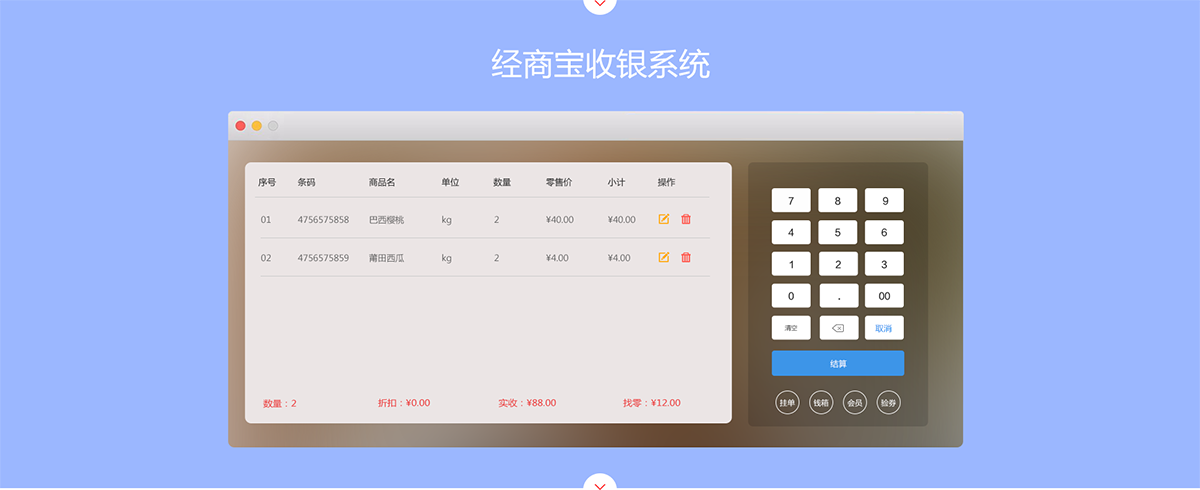 经商宝收银系统
序号 条码 商品名 单位 数量 零售价 小计 操作
01 4756575858 巴西樱桃 kg 2 ¥40.00 ¥40.00
02 4756575859 莆田西瓜 kg 2 ¥4.00 ¥4.00
数量：2 折扣：¥0.00 实收：¥88.00 找零：¥12.00
7 8 9
4 5 6
1 2 3
0 . 00
清空 取消
结算
挂单 钱箱 会员 验券